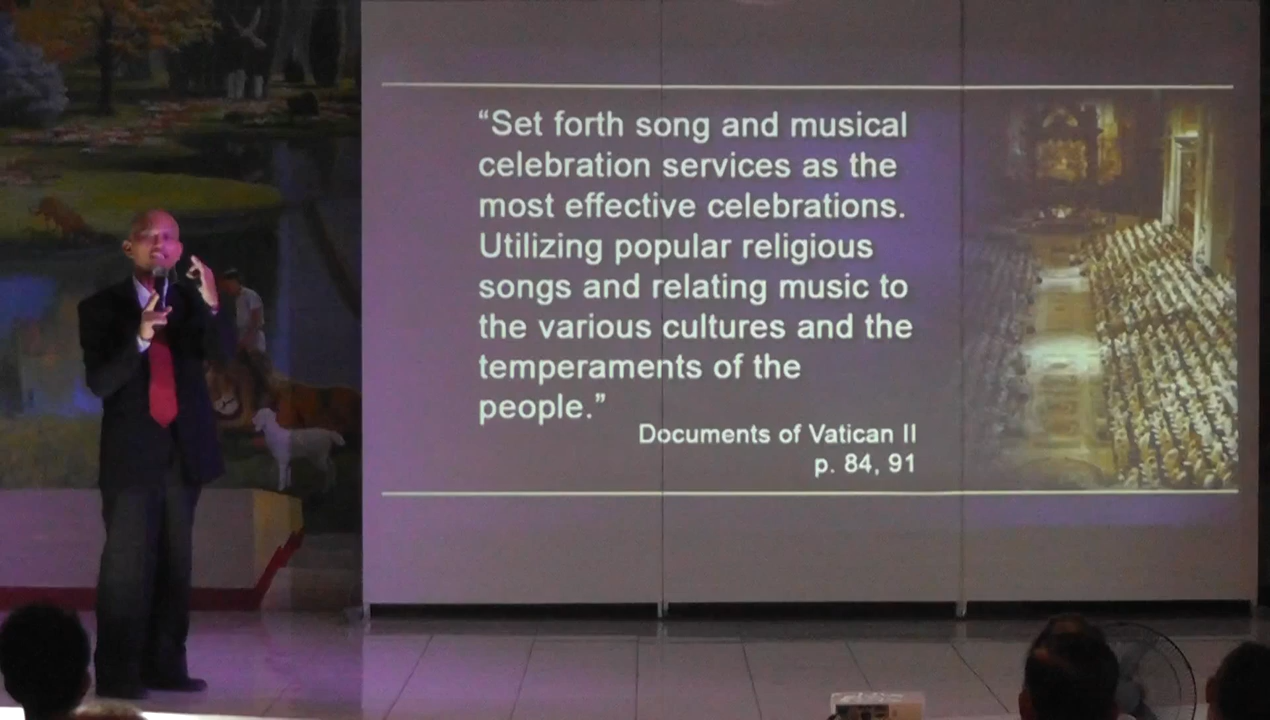 “Set forth song and musical
celebration services as the
most effective celebrations.
Utilizing popular religious
songs and relating music to
the various cultures and the
temperaments of the
people.”
Documents of Vatican II
p. 84, 91